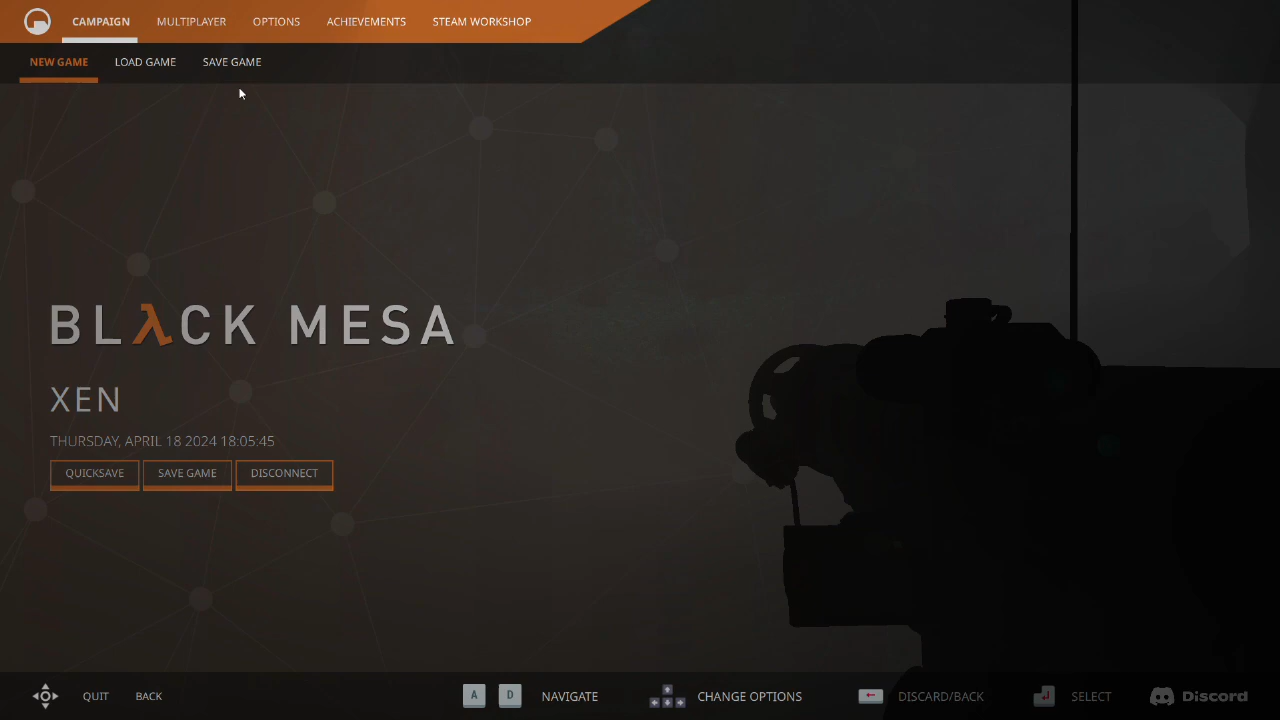 CAMPAIGN MULTIPLAYER OPTIONS ACHIEVEMENTS STEAM WORKSHOP
NEW GAME LOAD GAME SAVE GAME
BLλCK MESA
XEN
THURSDAY, APRIL 18 2024 18:05:45
QUICKSAVE SAVE GAME DISCONNECT
QUIT BACK A D NAVIGATE CHANGE OPTIONS DISCARD/BACK SELECT Discord